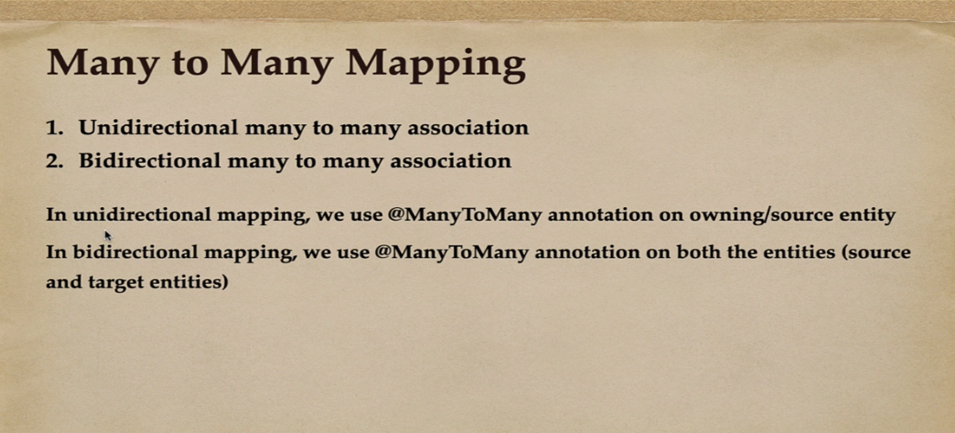 Many to Many Mapping
1. Unidirectional many to many association
2. Bidirectional many to many association
In unidirectional mapping, we use @ManyToMany annotation on owning/source entity
In bidirectional mapping, we use @ManyToMany annotation on both the entities (source
and target entities)